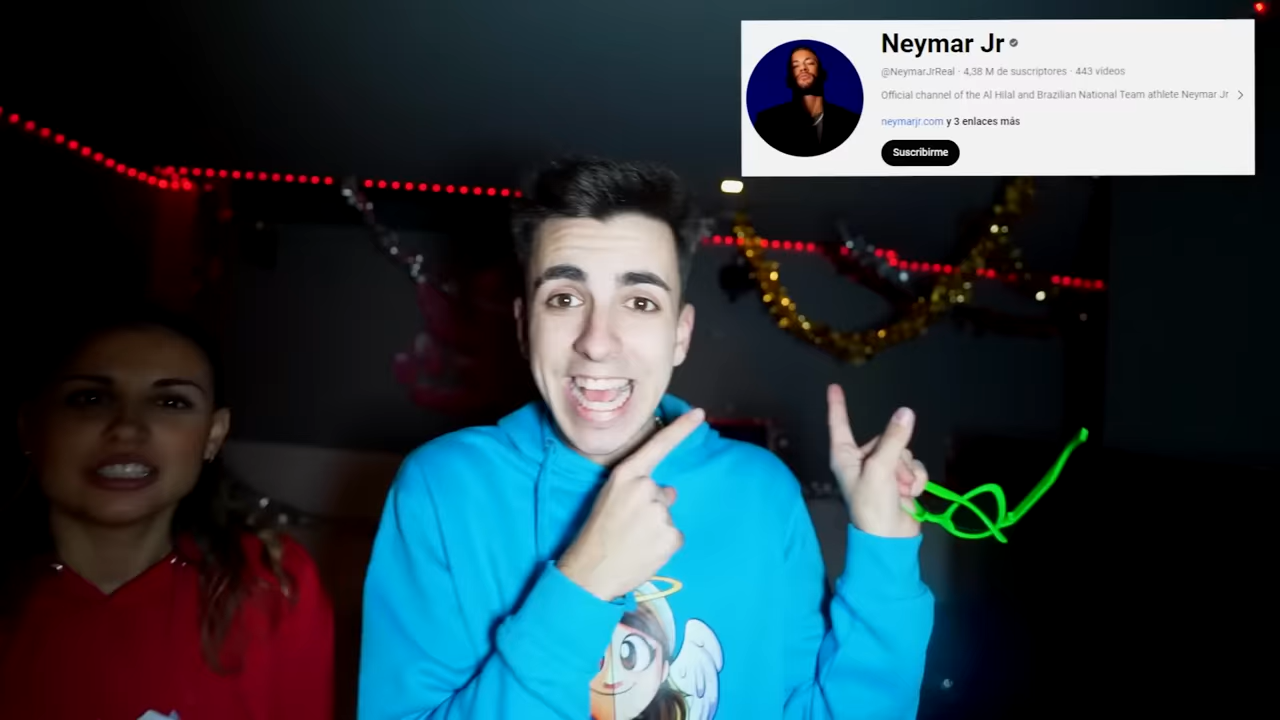 Neymar Jr
@NeymarJrReal · 4,38 M de suscriptores · 443 videos
Official channel of the Al Hilal and Brazilian National Team athlete Neymar Jr
neymarjr.com y 3 enlaces más
Suscribirme